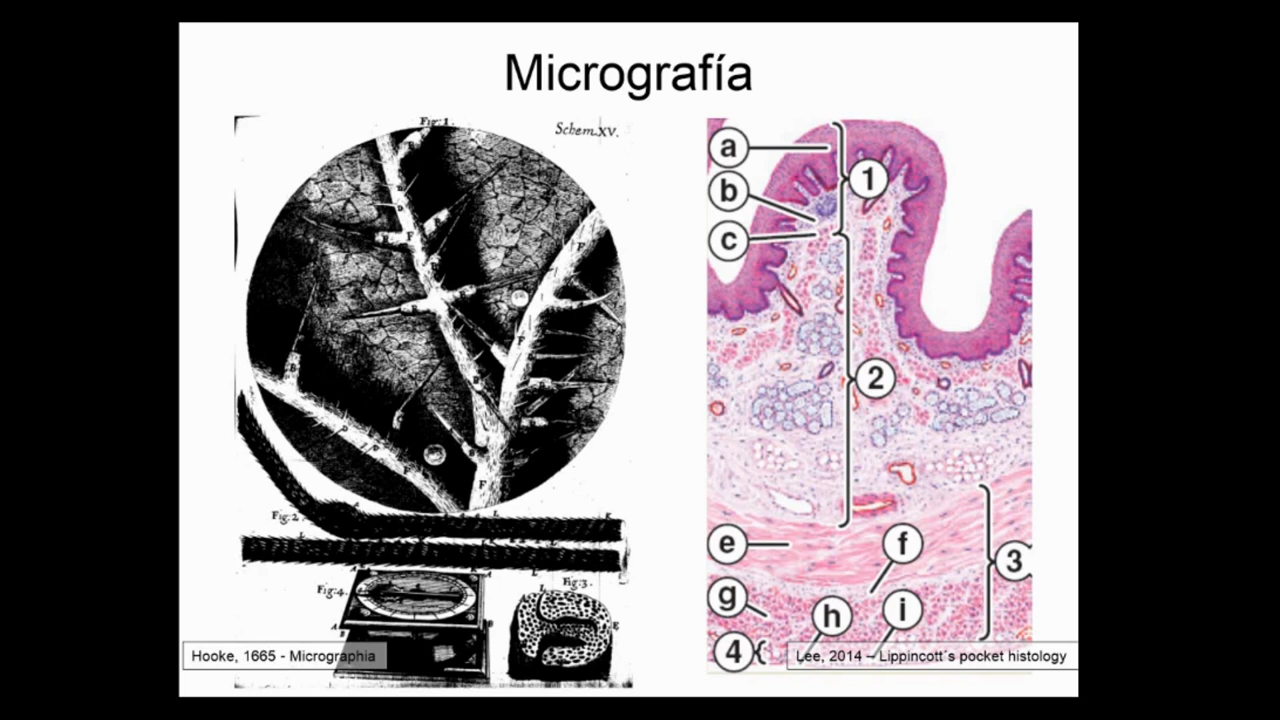 Micrografía
Fig: 1.
Schem.XV.
a
b
c
1
2
e
f
g
h
i
3
4
Fig: 2.
Fig: 4.
Fig: 3.
Hooke, 1665 - Micrographia
Lee, 2014 – Lippincott´s pocket histology